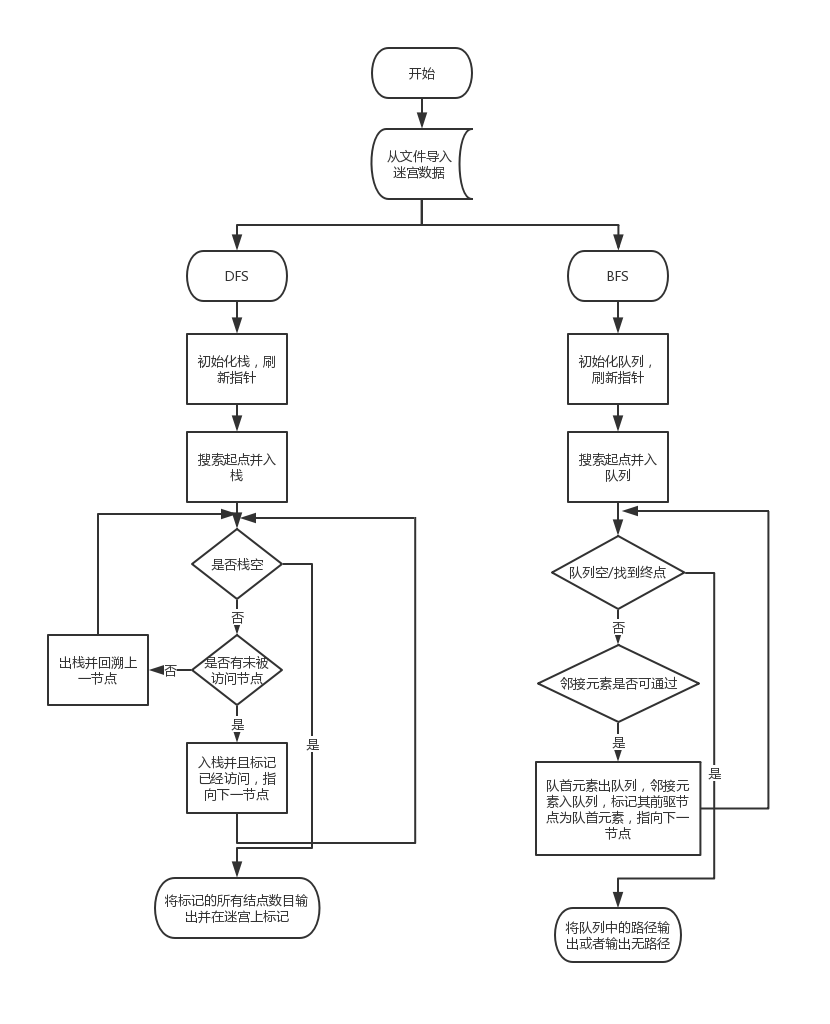 开始
从文件导入
迷宫数据
DFS
BFS
初始化栈，刷
新指针
初始化队列，
刷新指针
搜索起点并入
栈
搜索起点并入
队列
是否栈空
队列空/找到终点
否
否
出栈并回溯上
一节点
否
是否有未被
访问节点
邻接元素是否可通过
是
是
是
是
入栈并且标记
已经访问，指
向下一节点
队首元素出队列，邻接元
素入队列，标记其前驱节
点为队首元素，指向下一
节点
将标记的所有结点数目输
出并在迷宫上标记
将队列中的路径输
出或者输出无路径